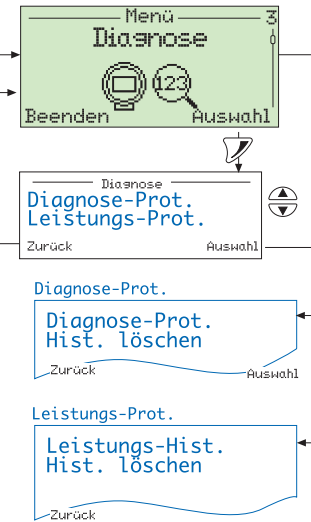 Menü 3
Diagnose
123
Beenden Auswahl
Diagnose
Diagnose-Prot.
Leistungs-Prot.
Zurück Auswahl
Diagnose-Prot.
Diagnose-Prot.
Hist. löschen
Zurück Auswahl
Leistungs-Prot.
Leistungs-Hist.
Hist. löschen
Zurück